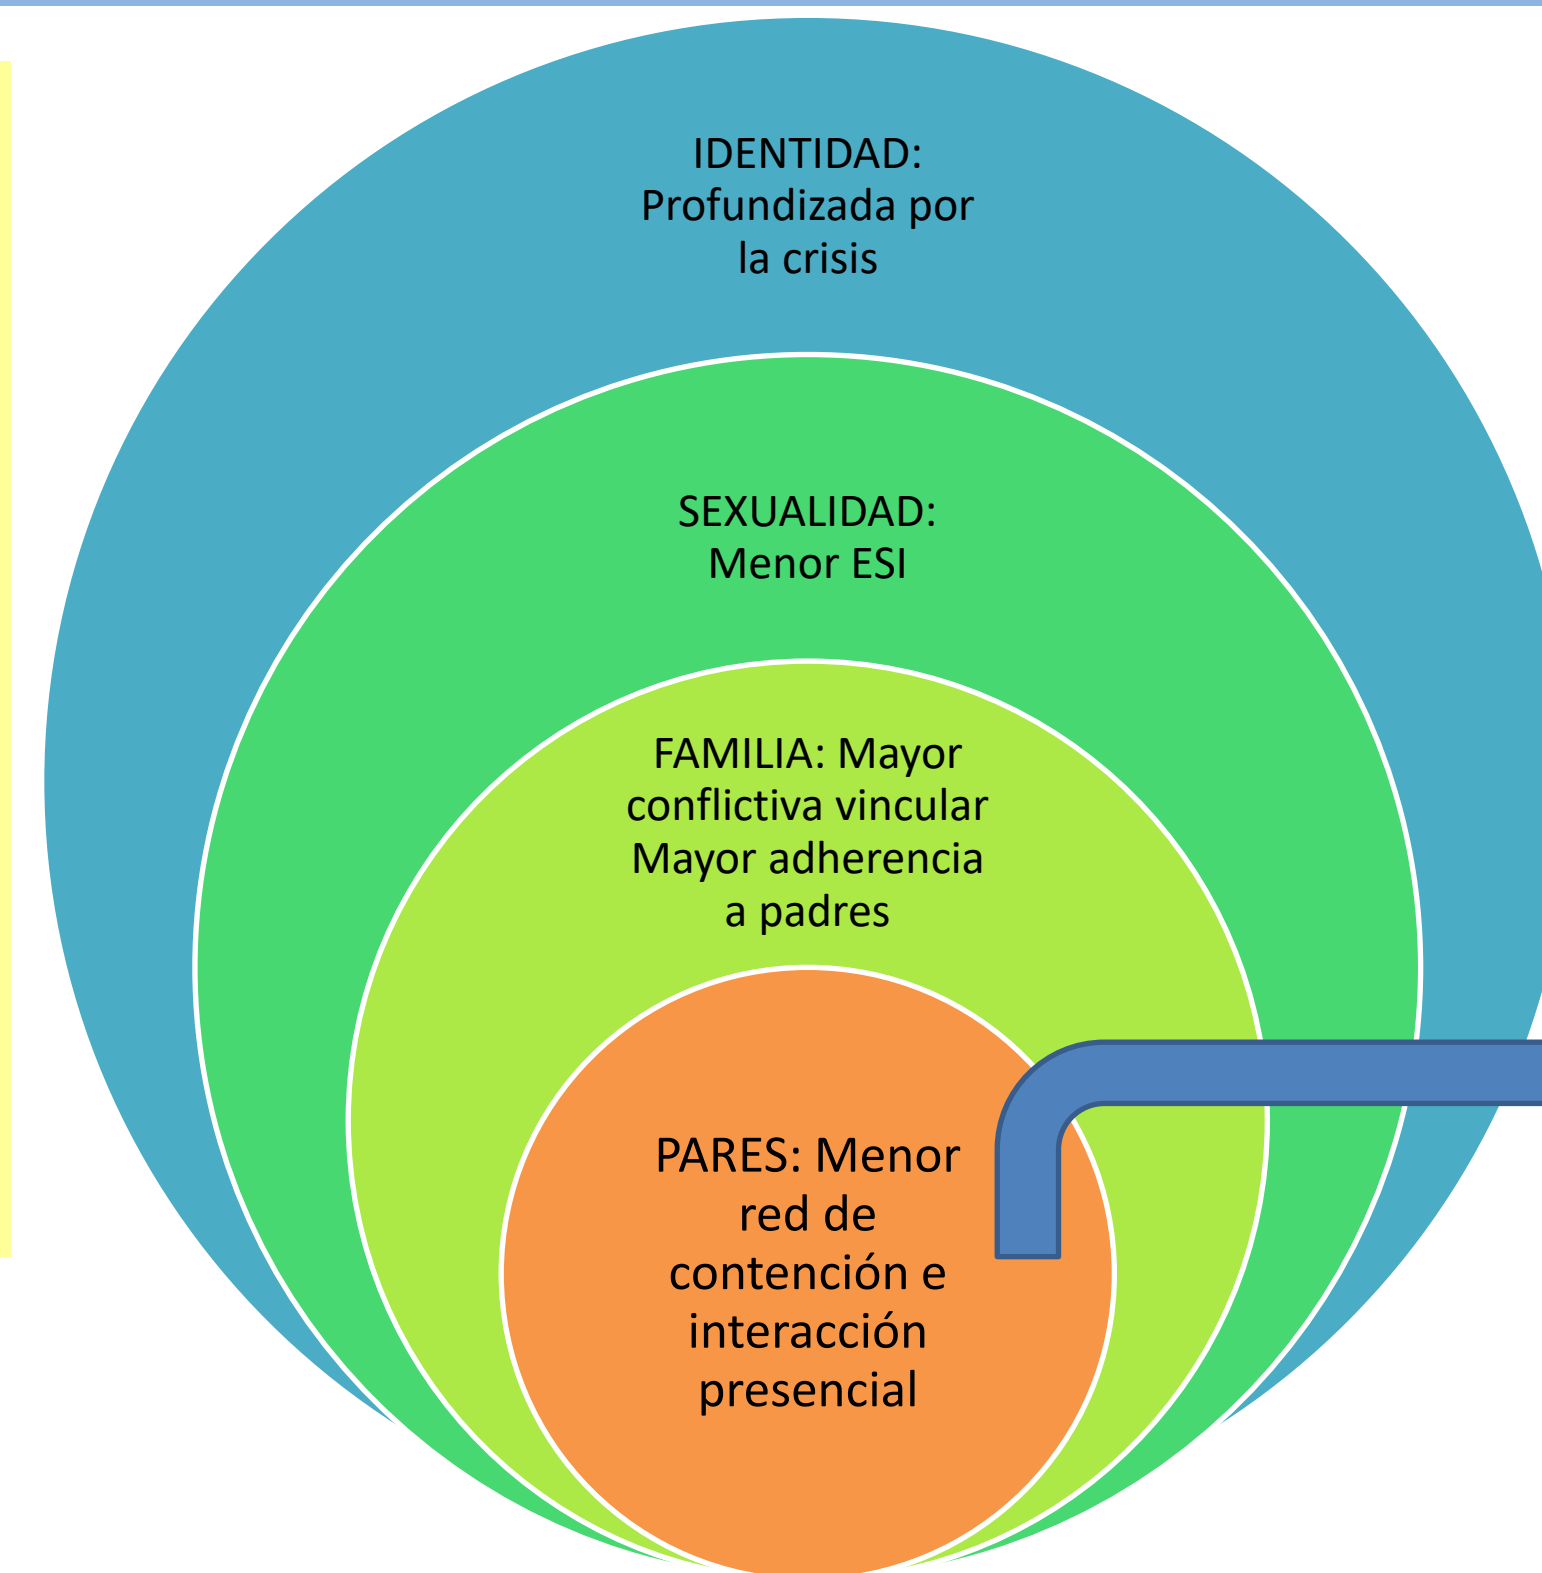 IDENTIDAD:
Profundizada por
la crisis
SEXUALIDAD:
Menor ESI
FAMILIA: Mayor
conflictiva vincular
Mayor adherencia
a padres
PARES: Menor
red de
contención e
interacción
presencial